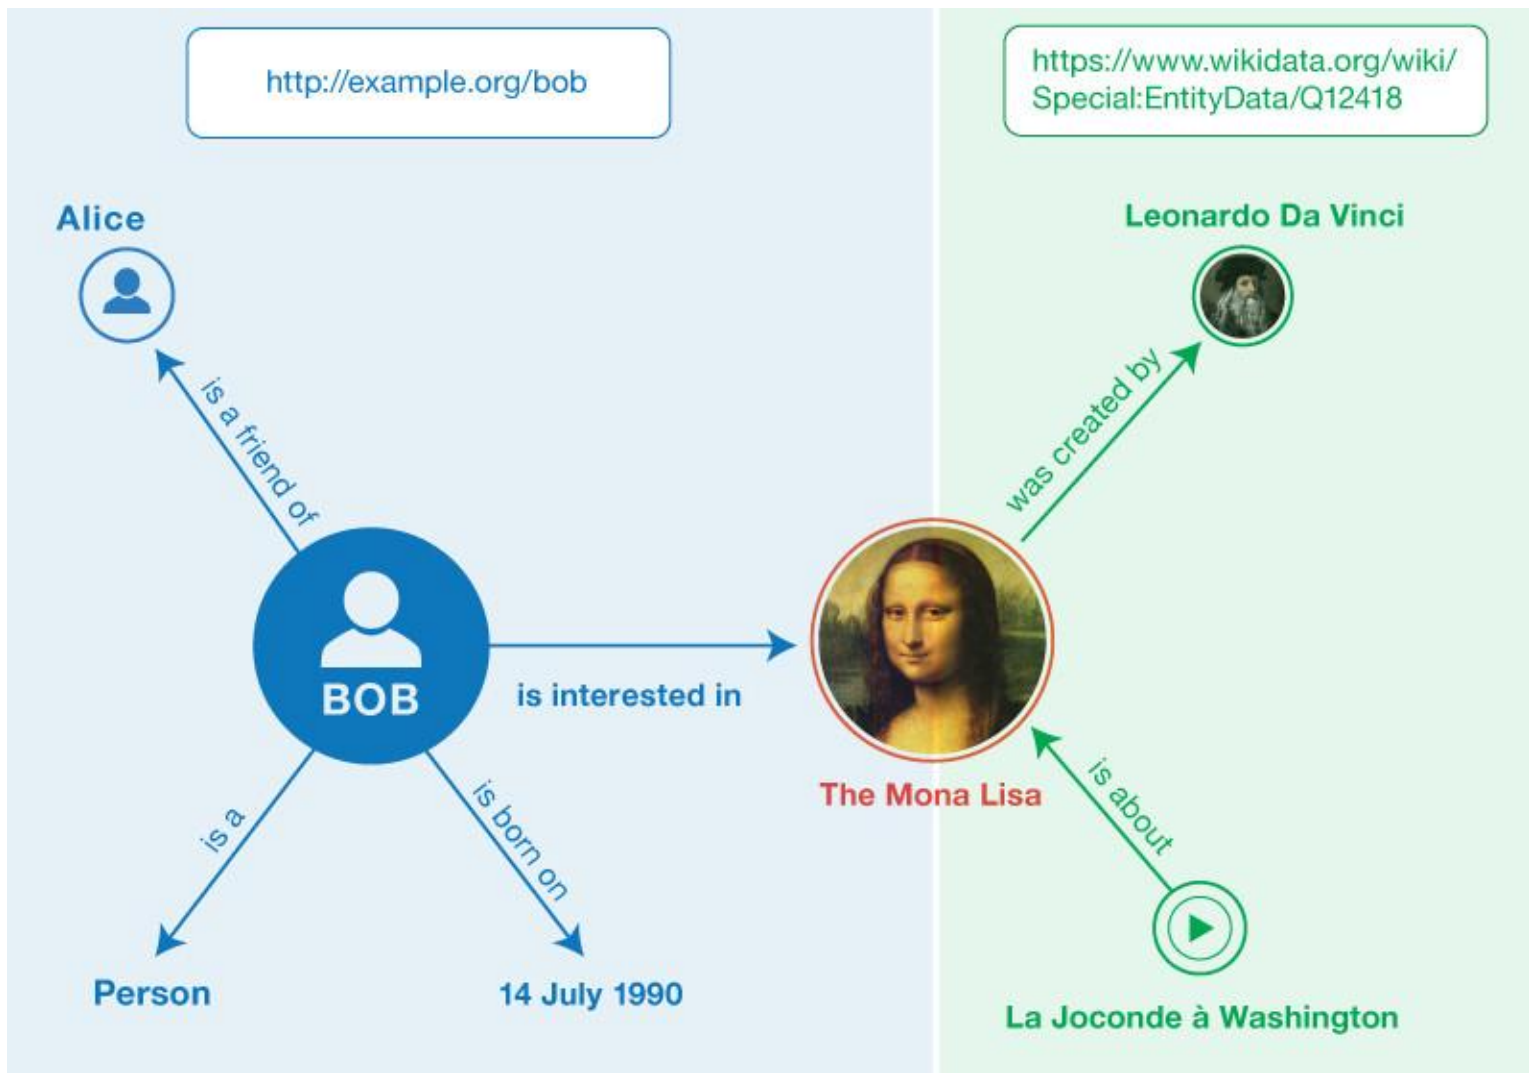 http://example.org/bob
https://www.wikidata.org/wiki/
Special:EntityData/Q12418
Alice
Leonardo Da Vinci
is a friend of
was created by
BOB
is interested in
The Mona Lisa
is a
is born on
is about
Person
14 July 1990
La Joconde à Washington